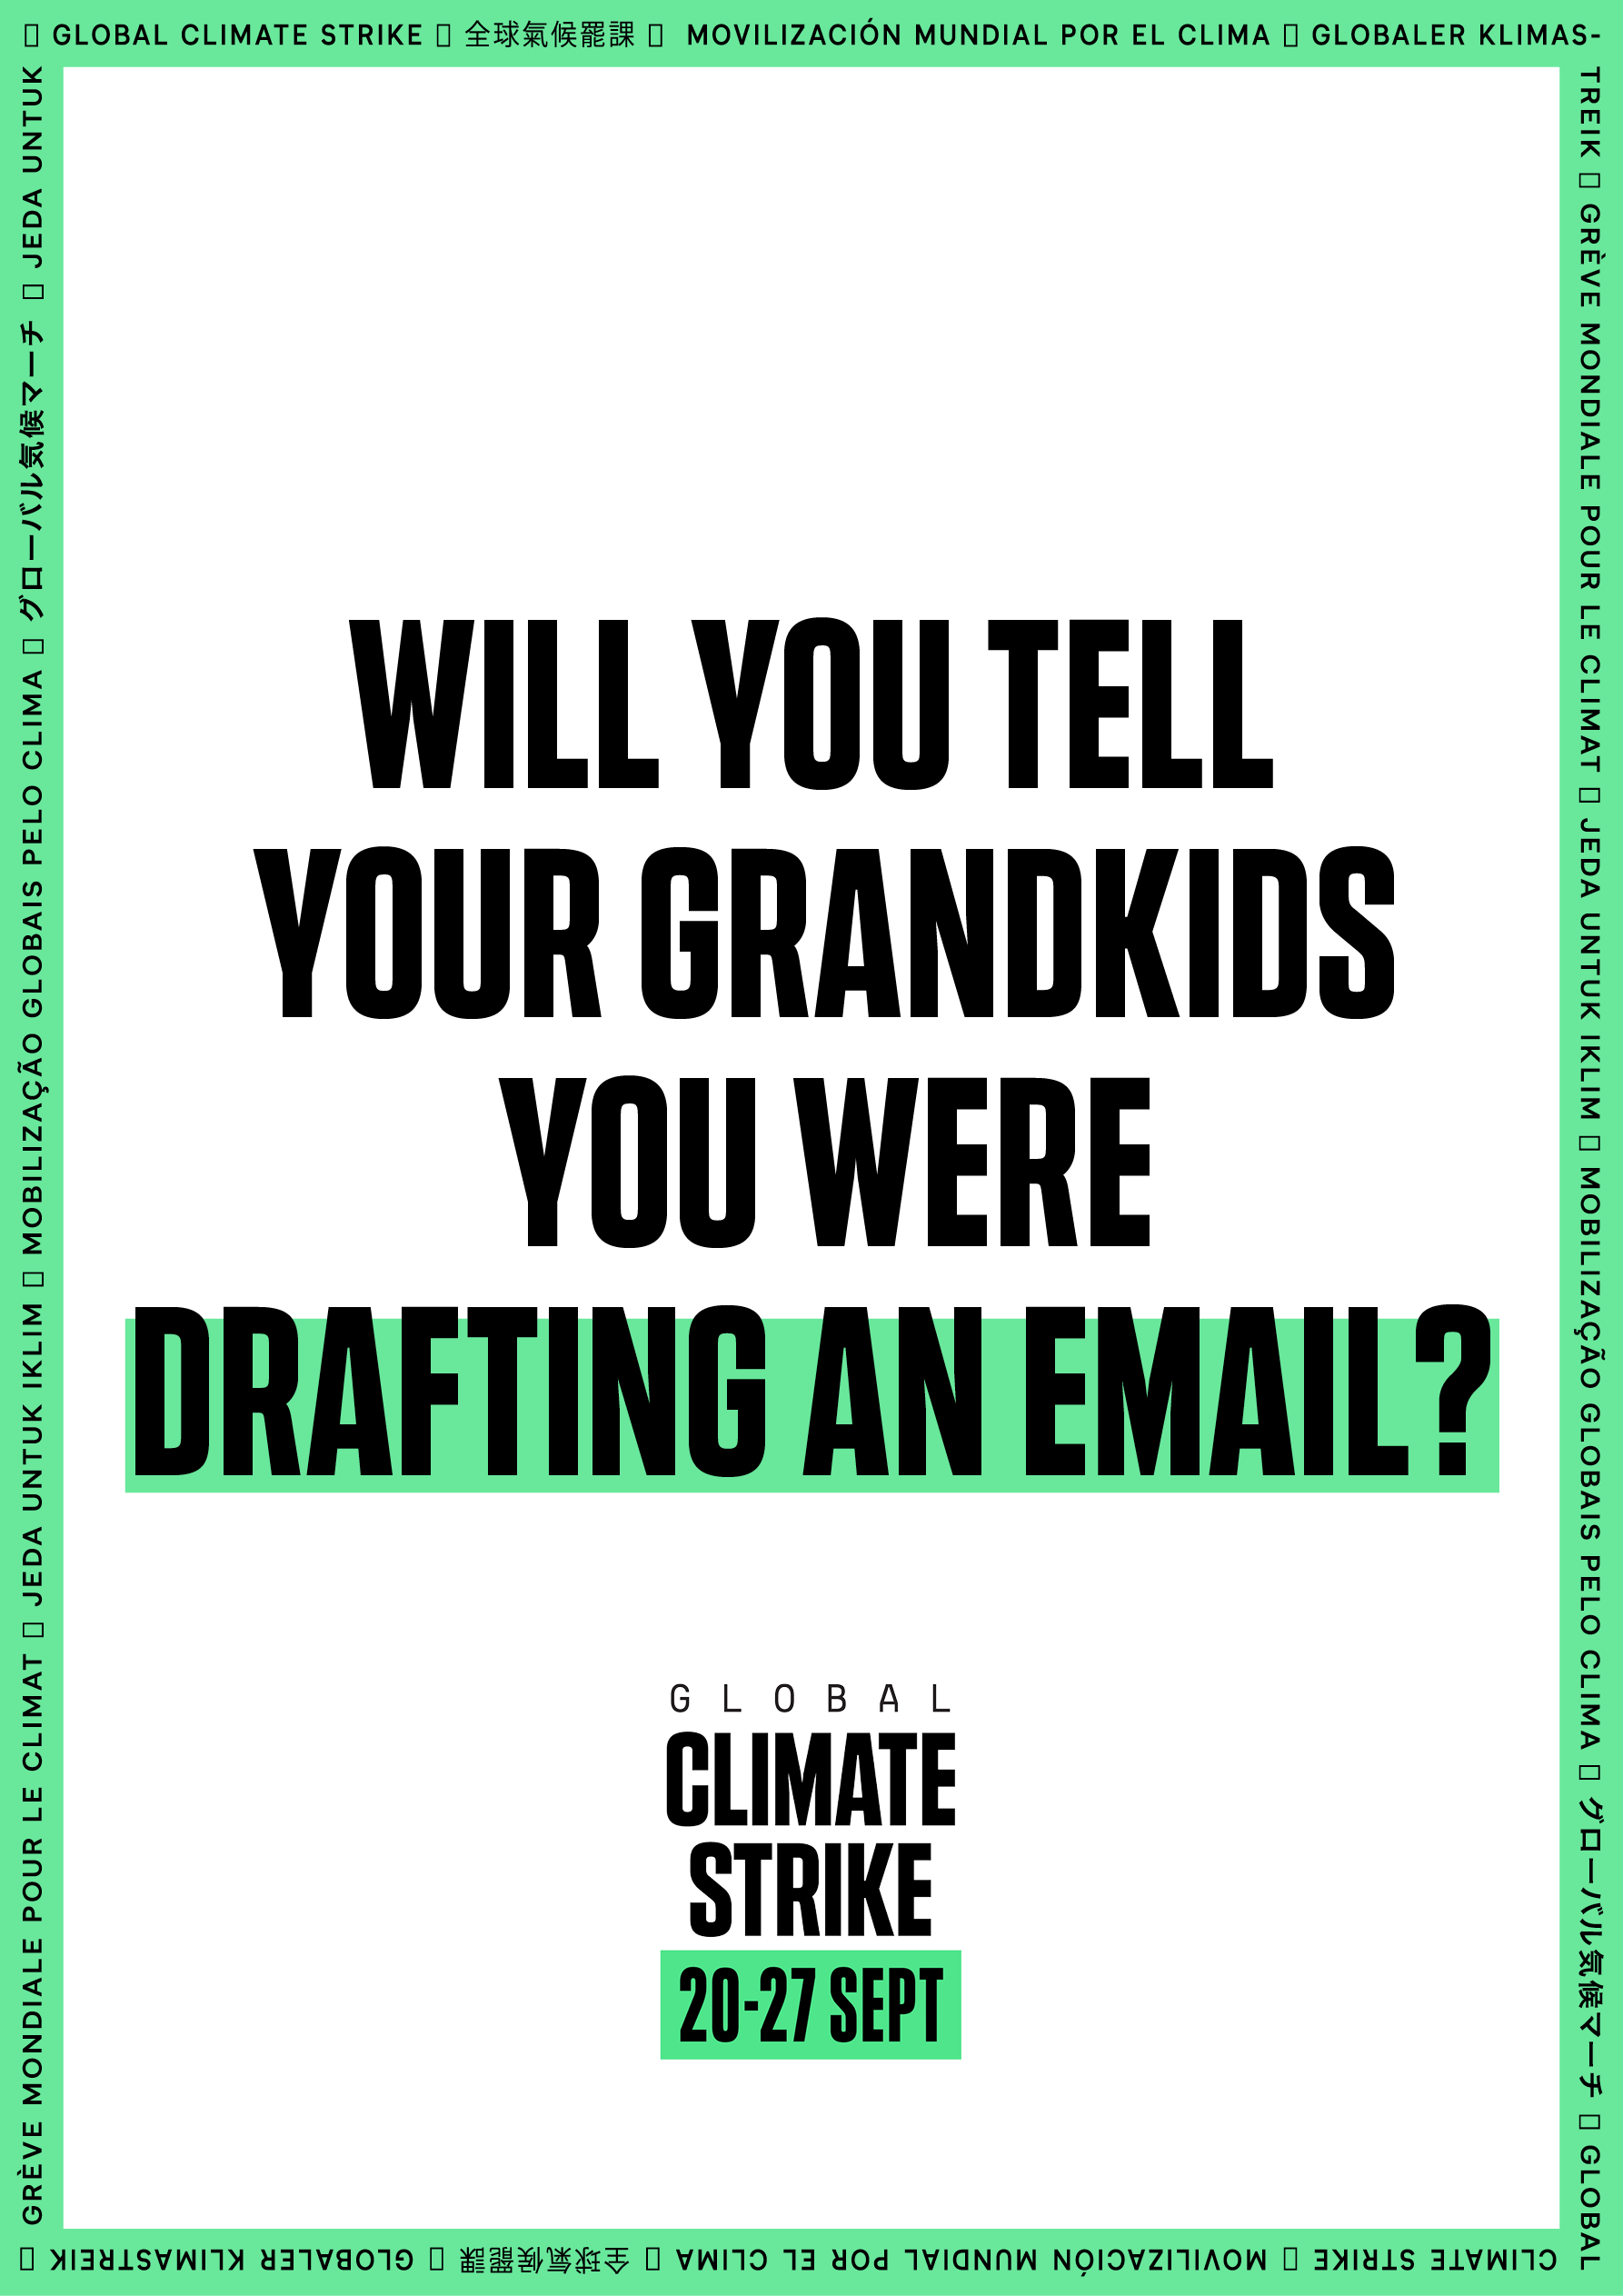 ▯ GLOBAL CLIMATE STRIKE ▯ 全球氣候罷課 ▯ MOVILIZACIÓN MUNDIAL POR EL CLIMA ▯ GLOBALER KLIMAS-
TREIK ▯ GRÈVE MONDIALE POUR LE CLIMAT ▯ JEDA UNTUK IKLIM ▯ MOBILIZAÇÃO GLOBAIS PELO CLIMA ▯ グローバル気候マーチ ▯ GLOBAL
CLIMATE STRIKE ▯ MOVILIZACIÓN MUNDIAL POR EL CLIMA ▯ 全球氣候罷課 ▯ GLOBALER KLIMASTREIK ▯
GRÈVE MONDIALE POUR LE CLIMAT ▯ JEDA UNTUK IKLIM ▯ MOBILIZAÇÃO GLOBAIS PELO CLIMA ▯ グローバル気候マーチ ▯ JEDA UNTUK
WILL YOU TELL
YOUR GRANDKIDS
YOU WERE
DRAFTING AN EMAIL?
GLOBAL
CLIMATE
STRIKE
20-27 SEPT